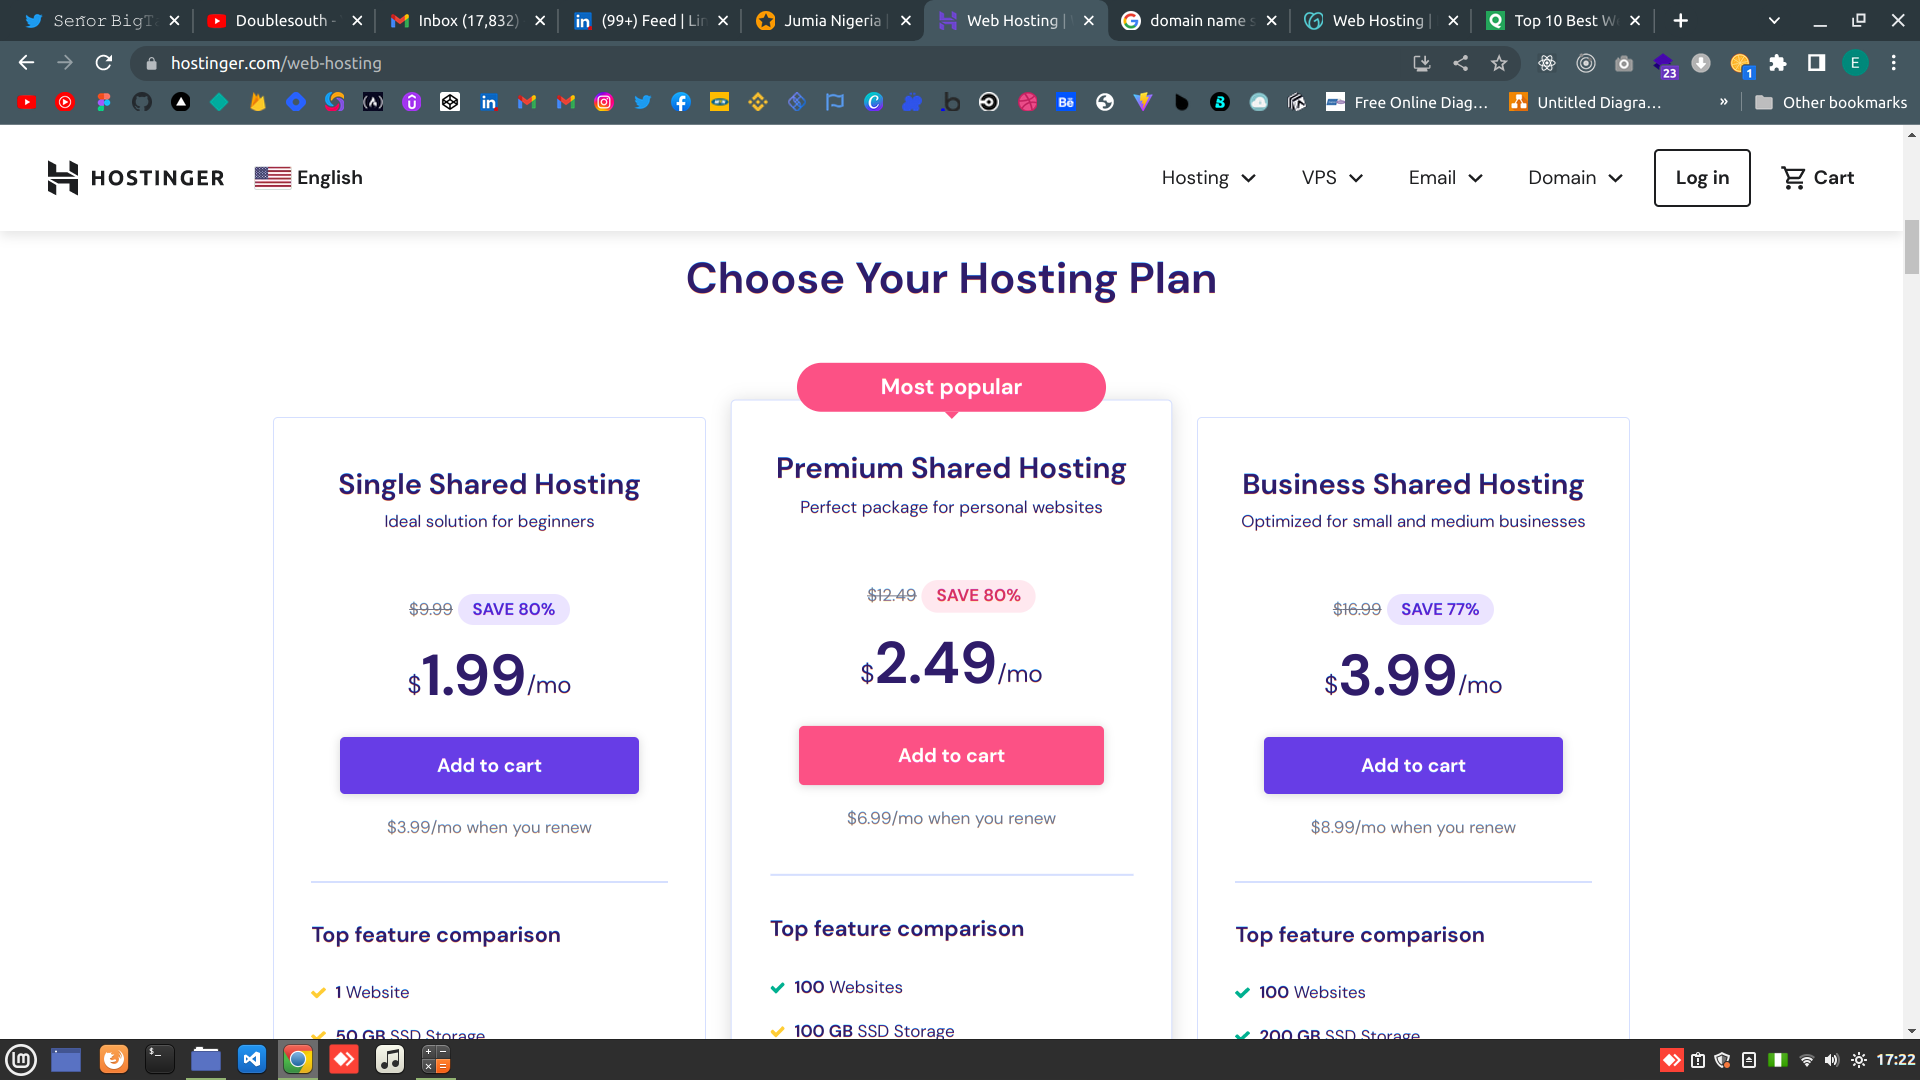 Señor BigT
Doublesouth -
Inbox (17,832)
(99+) Feed | Lin
Jumia Nigeria |
Web Hosting |
domain name s
Web Hosting |
Top 10 Best W
hostinger.com/web-hosting
23
1
E
Free Online Diag...
Untitled Diagra...
»
Other bookmarks
HOSTINGER
English
Hosting
VPS
Email
Domain
Log in
Cart
Choose Your Hosting Plan
Most popular
Single Shared Hosting
Ideal solution for beginners
$9.99 SAVE 80%
$1.99/mo
Add to cart
$3.99/mo when you renew
Top feature comparison
1 Website
50 GB SSD Storage
Premium Shared Hosting
Perfect package for personal websites
$12.49 SAVE 80%
$2.49/mo
Add to cart
$6.99/mo when you renew
Top feature comparison
100 Websites
100 GB SSD Storage
Business Shared Hosting
Optimized for small and medium businesses
$16.99 SAVE 77%
$3.99/mo
Add to cart
$8.99/mo when you renew
Top feature comparison
100 Websites
200 GB SSD Storage
17:22